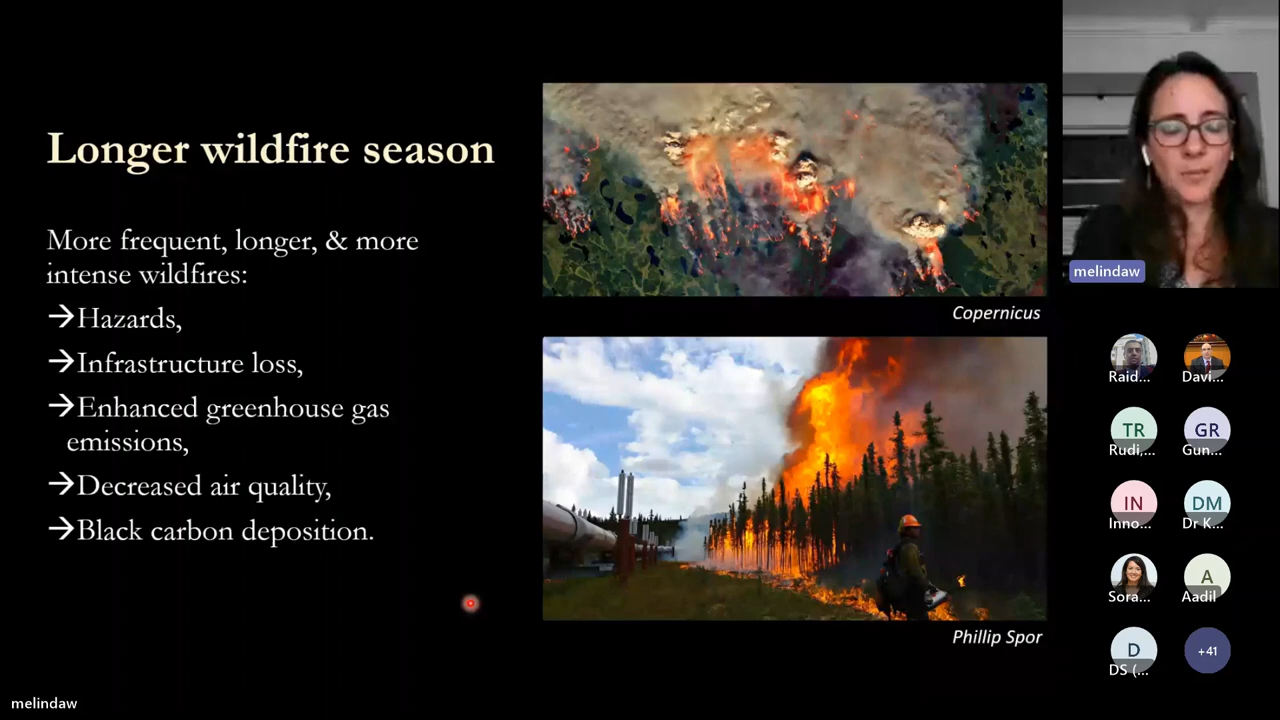 Longer wildfire season
More frequent, longer, & more
intense wildfires:
→Hazards,
→Infrastructure loss,
→Enhanced greenhouse gas
emissions,
→Decreased air quality,
→Black carbon deposition.
Copernicus
Phillip Spor
melindaw
Raid...
Davi...
TR
Rudi,...
GR
Gun...
IN
Inno...
DM
Dr K...
Sora...
A
Aadil
D
DS (...
+41
melindaw